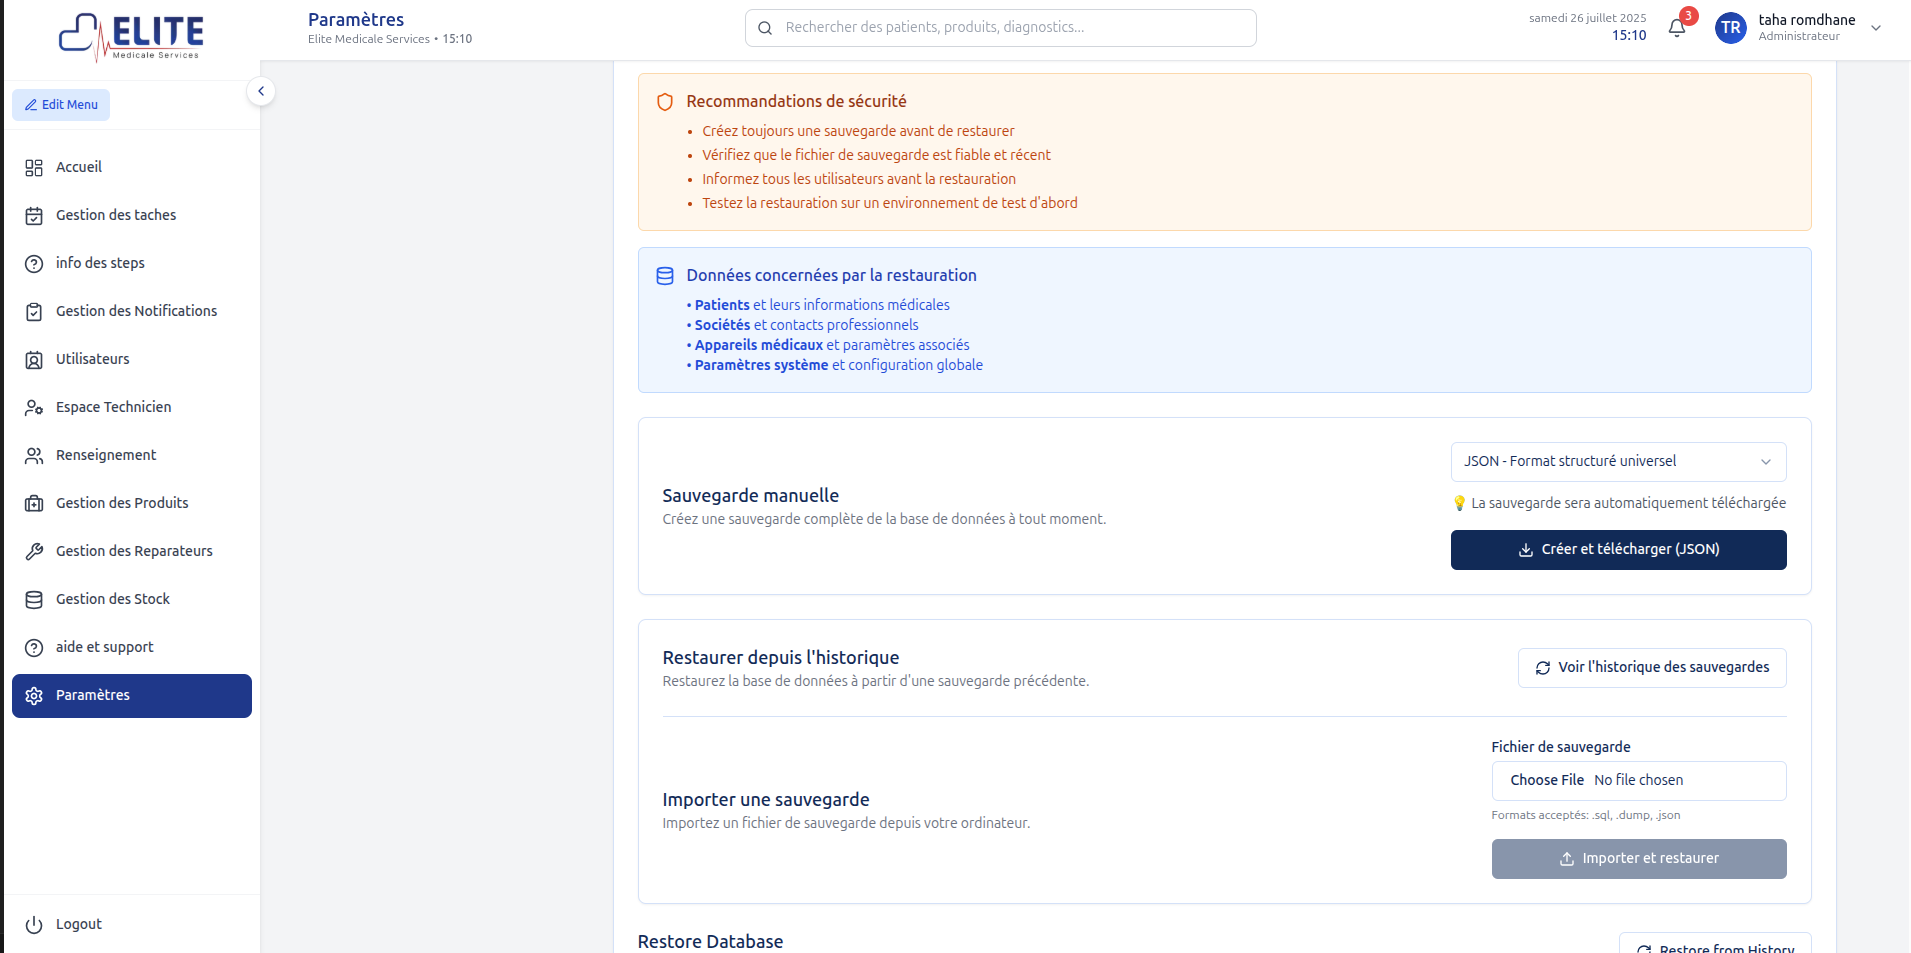 ELITE
Medicale Services
Paramètres
Elite Medicale Services • 15:10
Rechercher des patients, produits, diagnostics...
samedi 26 juillet 2025
15:10
3
TR
taha romdhane
Administrateur
Edit Menu
Accueil
Gestion des taches
info des steps
Gestion des Notifications
Utilisateurs
Espace Technicien
Renseignement
Gestion des Produits
Gestion des Reparateurs
Gestion des Stock
aide et support
Paramètres
Logout
Recommandations de sécurité
• Créez toujours une sauvegarde avant de restaurer
• Vérifiez que le fichier de sauvegarde est fiable et récent
• Informez tous les utilisateurs avant la restauration
• Testez la restauration sur un environnement de test d'abord
Données concernées par la restauration
• Patients et leurs informations médicales
• Sociétés et contacts professionnels
• Appareils médicaux et paramètres associés
• Paramètres système et configuration globale
Sauvegarde manuelle
Créez une sauvegarde complète de la base de données à tout moment.
JSON - Format structuré universel
💡 La sauvegarde sera automatiquement téléchargée
Créer et télécharger (JSON)
Restaurer depuis l'historique
Restaurez la base de données à partir d'une sauvegarde précédente.
Voir l'historique des sauvegardes
Importer une sauvegarde
Importez un fichier de sauvegarde depuis votre ordinateur.
Fichier de sauvegarde
Choose File No file chosen
Formats acceptés: .sql, .dump, .json
Importer et restaurer
Restore Database
Restore from History